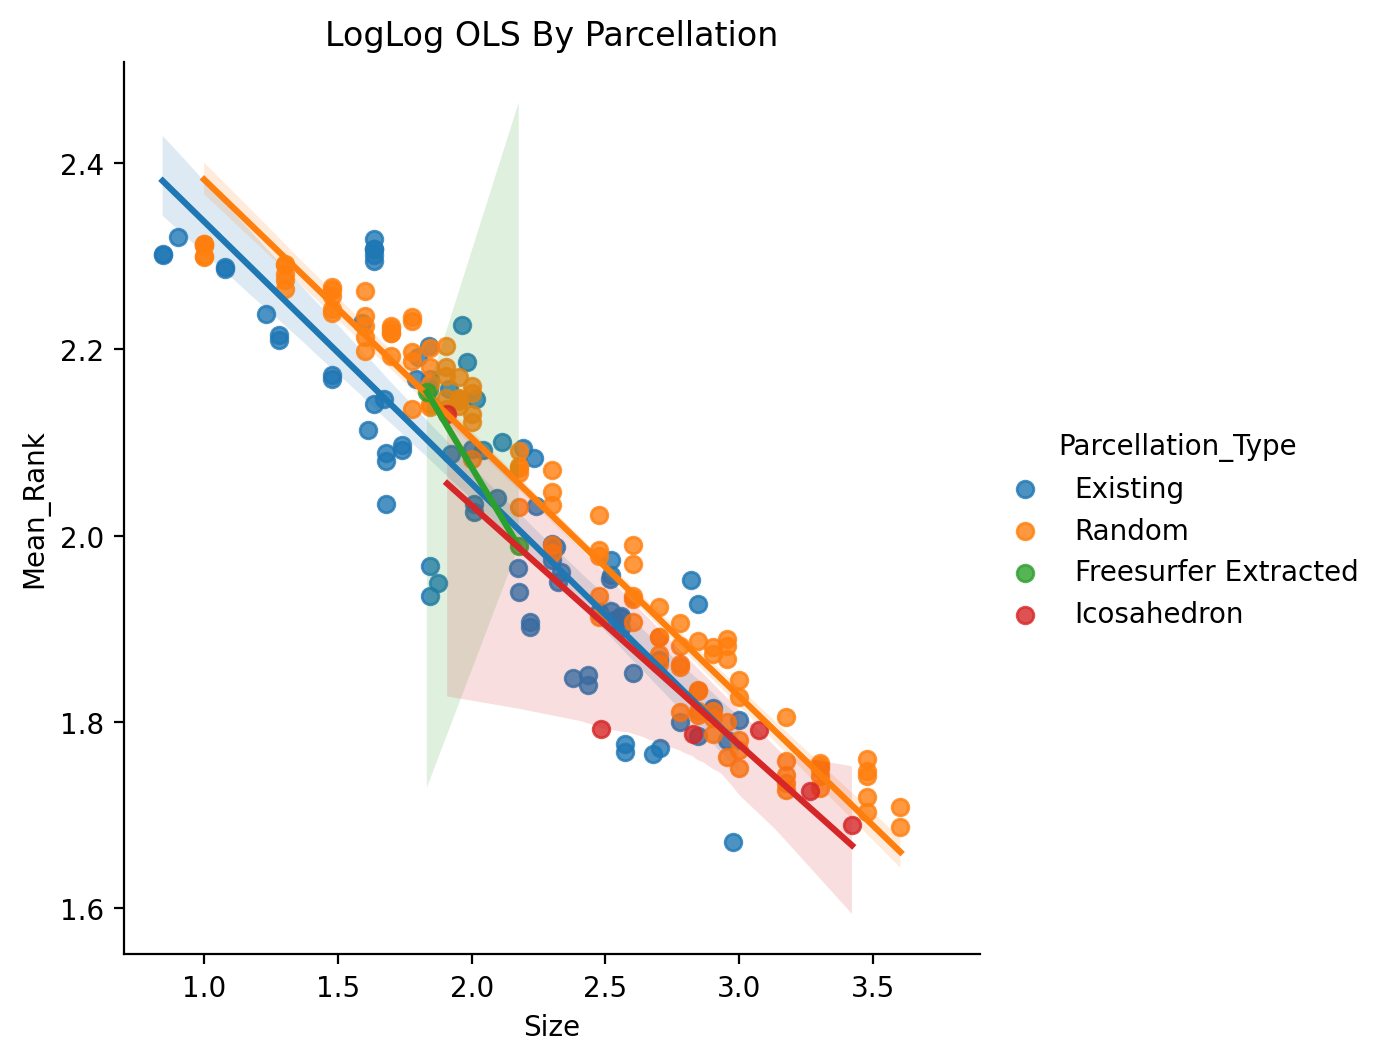 LogLog OLS By Parcellation
2.4
2.2
2.0
1.8
1.6
Mean_Rank
1.0 1.5 2.0 2.5 3.0 3.5
Size
Parcellation_Type
Existing
Random
Freesurfer Extracted
Icosahedron